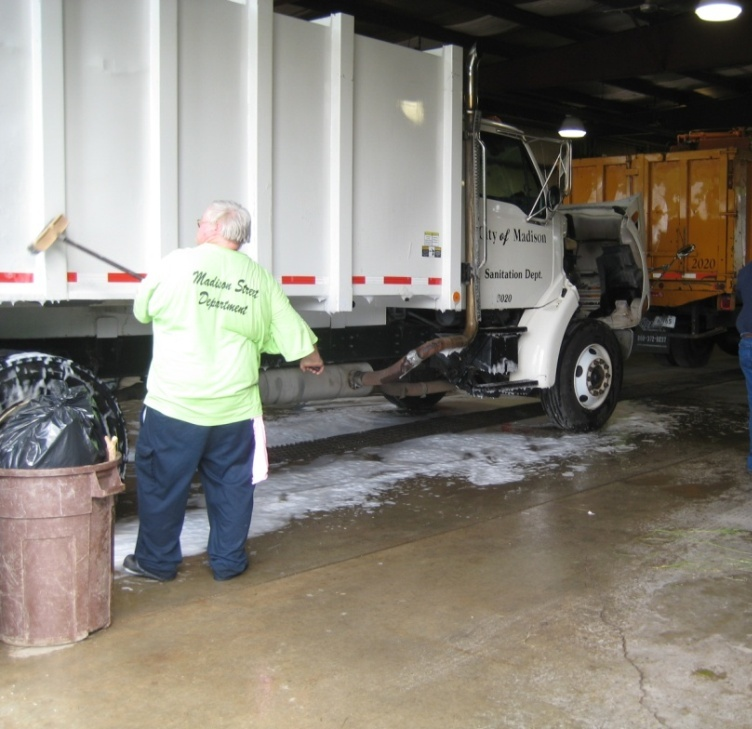 Madison Street
Department
City of Madison
Sanitation Dept.
2020
2020